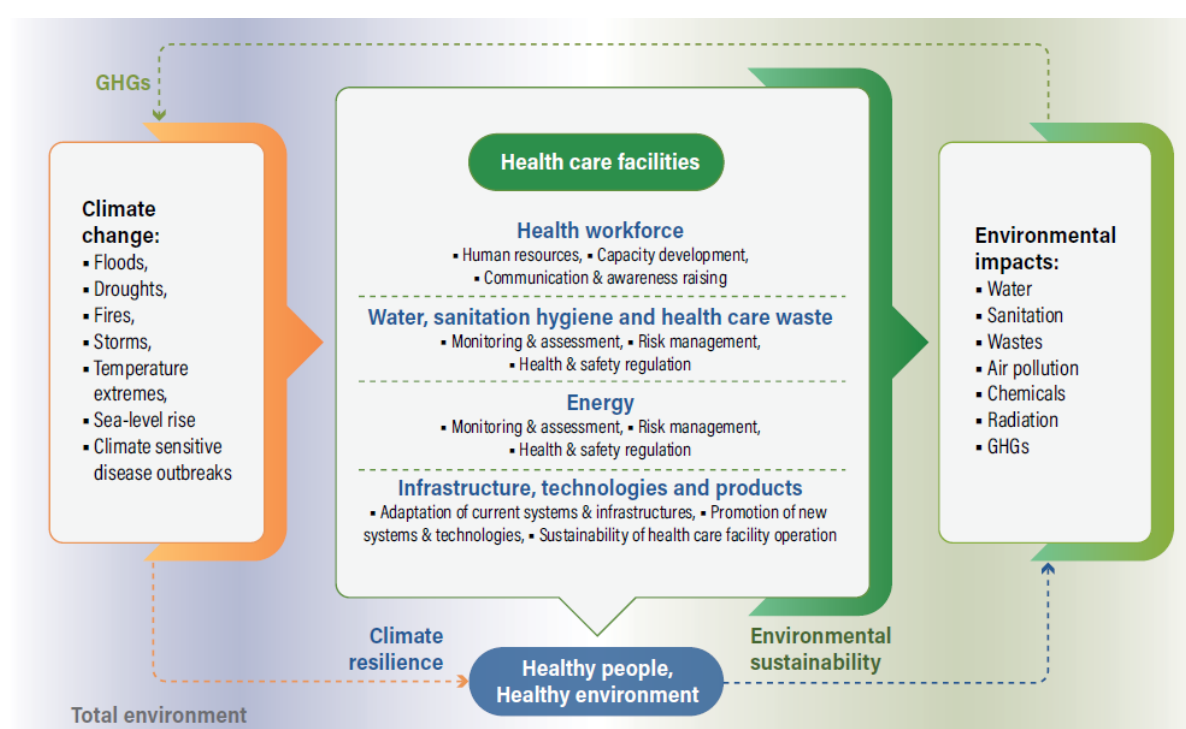 GHGs
Climate
change:
▪ Floods,
▪ Droughts,
▪ Fires,
▪ Storms,
▪ Temperature
extremes,
▪ Sea-level rise
▪ Climate sensitive
disease outbreaks
Health care facilities
Health workforce
▪ Human resources, ▪ Capacity development,
▪ Communication & awareness raising
Water, sanitation hygiene and health care waste
▪ Monitoring & assessment, ▪ Risk management,
▪ Health & safety regulation
Energy
▪ Monitoring & assessment, ▪ Risk management,
▪ Health & safety regulation
Infrastructure, technologies and products
▪ Adaptation of current systems & infrastructures, ▪ Promotion of new
systems & technologies, ▪ Sustainability of health care facility operation
Environmental
impacts:
▪ Water
▪ Sanitation
▪ Wastes
▪ Air pollution
▪ Chemicals
▪ Radiation
▪ GHGs
Climate
resilience
Healthy people,
Healthy environment
Environmental
sustainability
Total environment